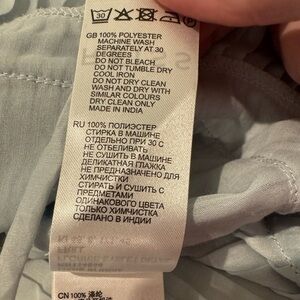 30
GB 100% POLYESTER
MACHINE WASH
SEPARATELY AT 30
DEGREES
DO NOT BLEACH
DO NOT TUMBLE DRY
COOL IRON
DO NOT DRY CLEAN
WASH AND DRY WITH
SIMILAR COLOURS
DRY CLEAN ONLY
MADE IN INDIA
RU 100% ПОЛИЭСТЕР
СТИРКА В МАШИНЕ
ОТДЕЛЬНО ПРИ 30 C
НЕ ОТБЕЛИВАТЬ
НЕ СУШИТЬ В МАШИНЕ
ДЕЛИКАТНАЯ ГЛАЖКА
НЕ ПРЕДНАЗНАЧЕНО ДЛЯ
ХИМЧИСТКИ
СТИРАТЬ И СУШИТЬ С
ПРЕДМЕТАМИ
ОДИНАКОВОГО ЦВЕТА
ТОЛЬКО ХИМЧИСТКА
СДЕЛАНО В ИНДИИ
CN 100% 涤纶